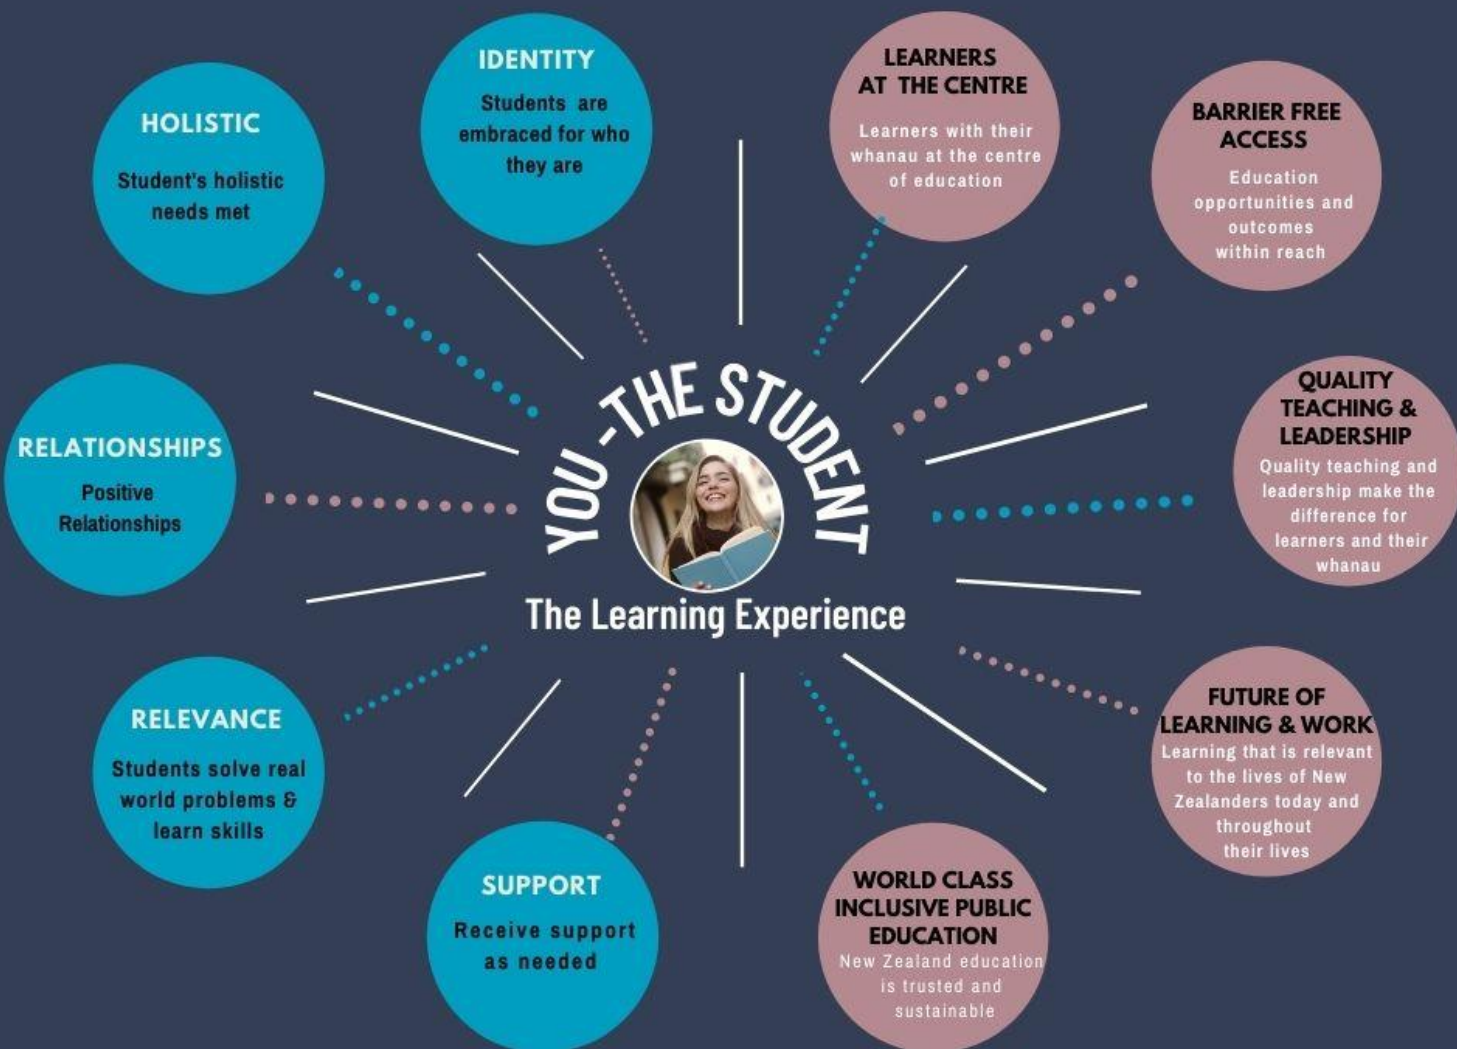 IDENTITY
Students are
embraced for who
they are
HOLISTIC
Student's holistic
needs met
RELATIONSHIPS
Positive
Relationships
RELEVANCE
Students solve real
world problems &
learn skills
SUPPORT
Receive support
as needed
YOU - THE STUDENT
The Learning Experience
LEARNERS
AT THE CENTRE
Learners with their
whanau at the centre
of education
BARRIER FREE
ACCESS
Education
opportunities and
outcomes
within reach
QUALITY
TEACHING &
LEADERSHIP
Quality teaching and
leadership make the
difference for
learners and their
whanau
FUTURE OF
LEARNING & WORK
Learning that is relevant
to the lives of New
Zealanders today and
throughout
their lives
WORLD CLASS
INCLUSIVE PUBLIC
EDUCATION
New Zealand education
is trusted and
sustainable